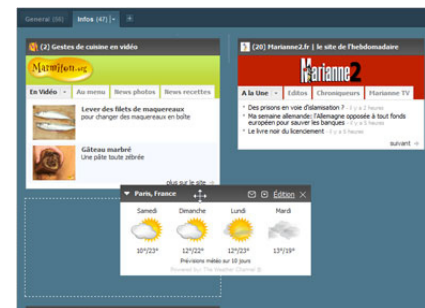 General (56)
Infos (47)
(2) Gestes de cuisine en vidéo
Marmiton.org
En Vidéo
Au menu
News photos
News recettes
Lever des filets de maquereaux
pour changer des maquereaux en boîte
Gâteau marbré
Une pâte toute zébrée
plus sur le site
(20) Marianne2.fr | le site de l'hebdomadaire
Marianne2
A la Une
Editos
Chroniqueurs
Marianne TV
Des prisons en voie d'islamisation ? - il y a 2 heures
Ma semaine allemande: l'Allemagne opposée à tout fonds
européen pour sauver les banques - il y a 5 heures
Le livre noir du licenciement - il y a 5 heures
suivant
Paris, France
Édition
Samedi
Dimanche
Lundi
Mardi
10°/23°
12°/22°
12°/23°
13°/19°
Prévisions météo sur 10 jours
Powered by The Weather Channel ®